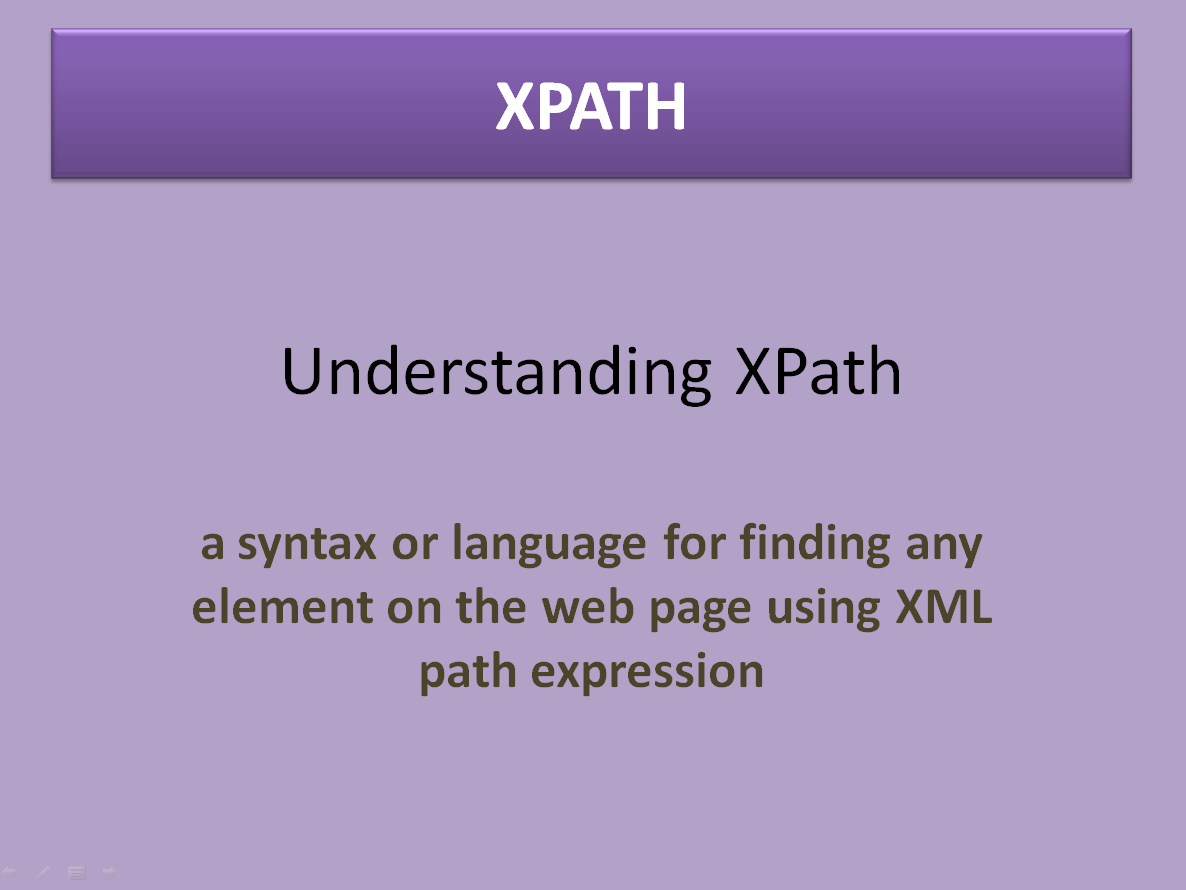 XPATH
Understanding XPath
a syntax or language for finding any
element on the web page using XML
path expression